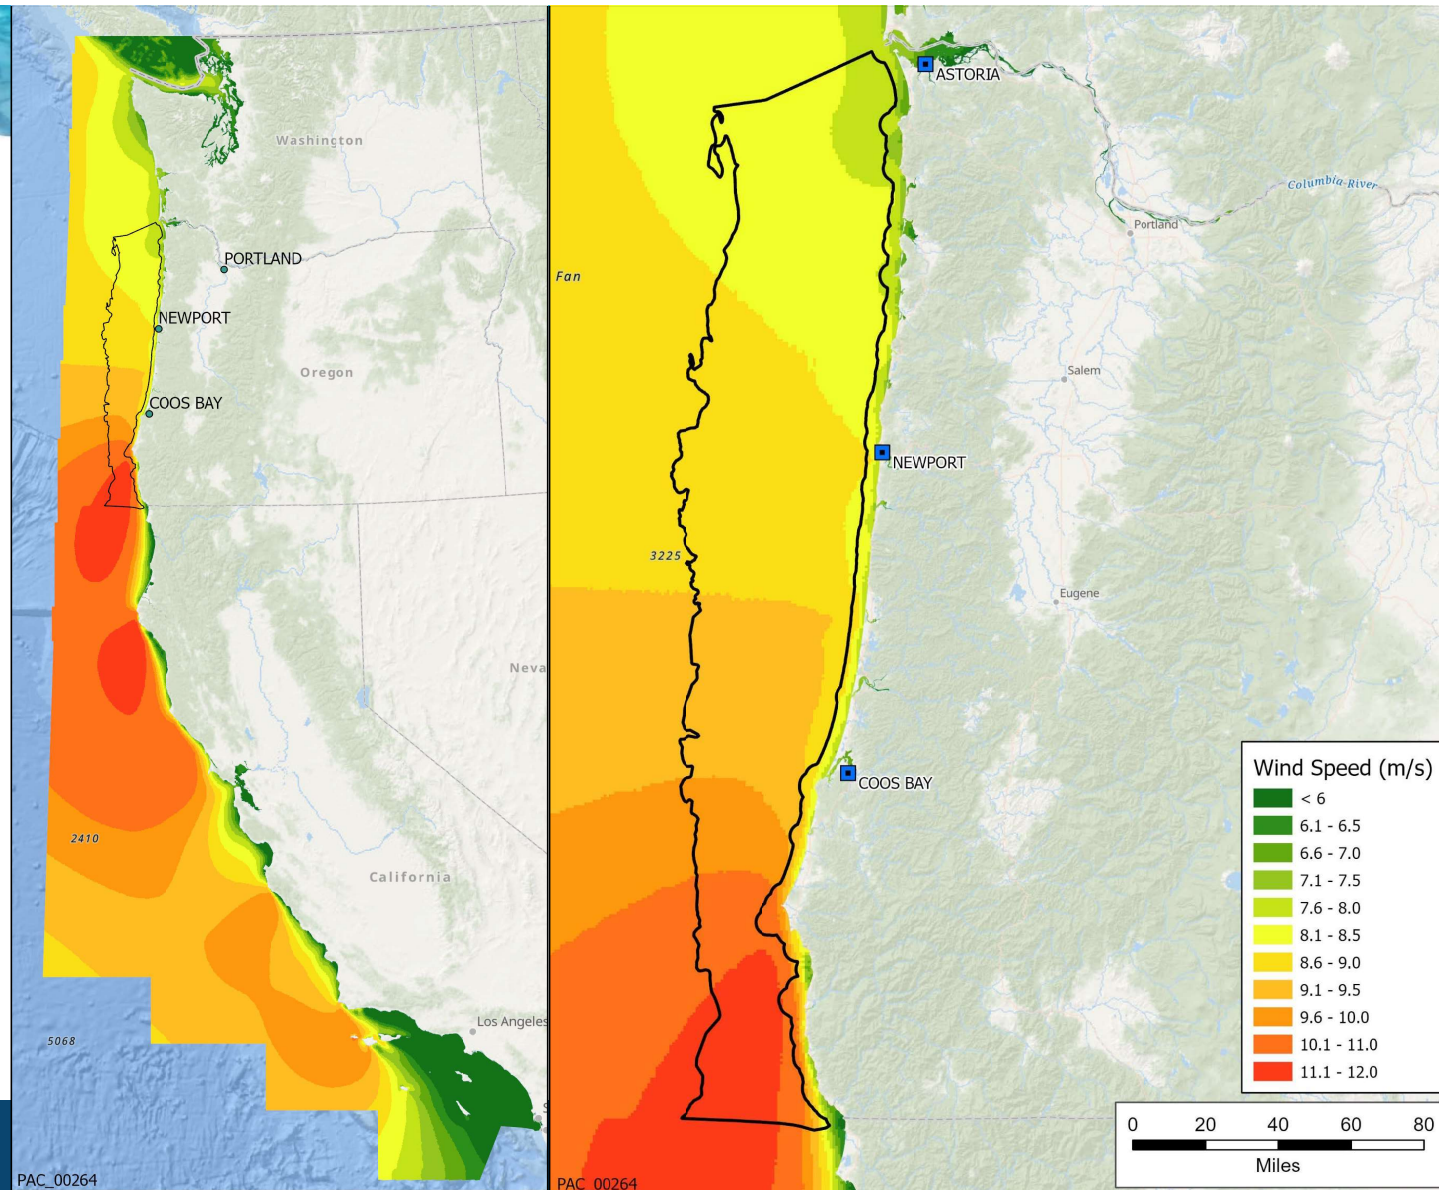 Washington
PORTLAND
NEWPORT
Oregon
COOS BAY
Neva
2410
California
5068
Los Angeles
S
PAC_00264
ASTORIA
Columbia River
Portland
Fan
Salem
NEWPORT
3225
Eugene
COOS BAY
Wind Speed (m/s)
< 6
6.1 - 6.5
6.6 - 7.0
7.1 - 7.5
7.6 - 8.0
8.1 - 8.5
8.6 - 9.0
9.1 - 9.5
9.6 - 10.0
10.1 - 11.0
11.1 - 12.0
0 20 40 60 80
Miles
PAC_00264